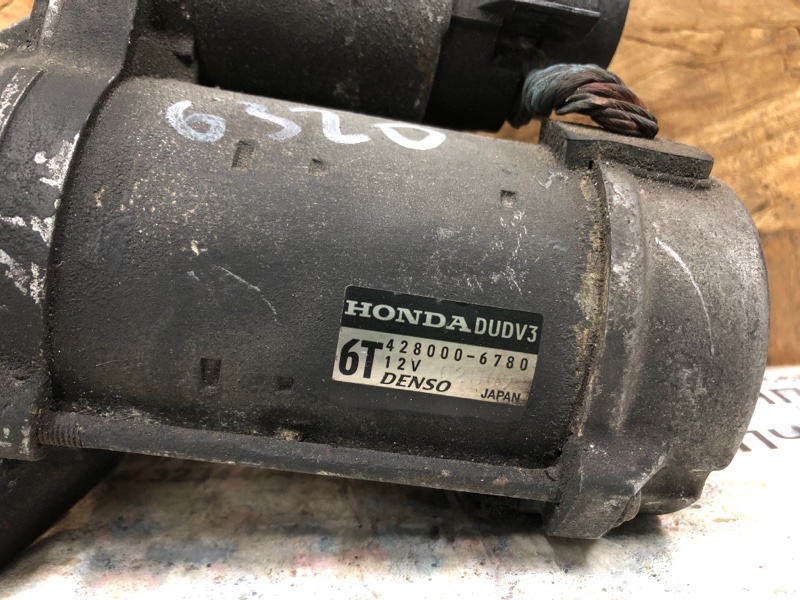 6320
HONDA DUDV3
6T 428000-6780
12V
DENSO
JAPAN